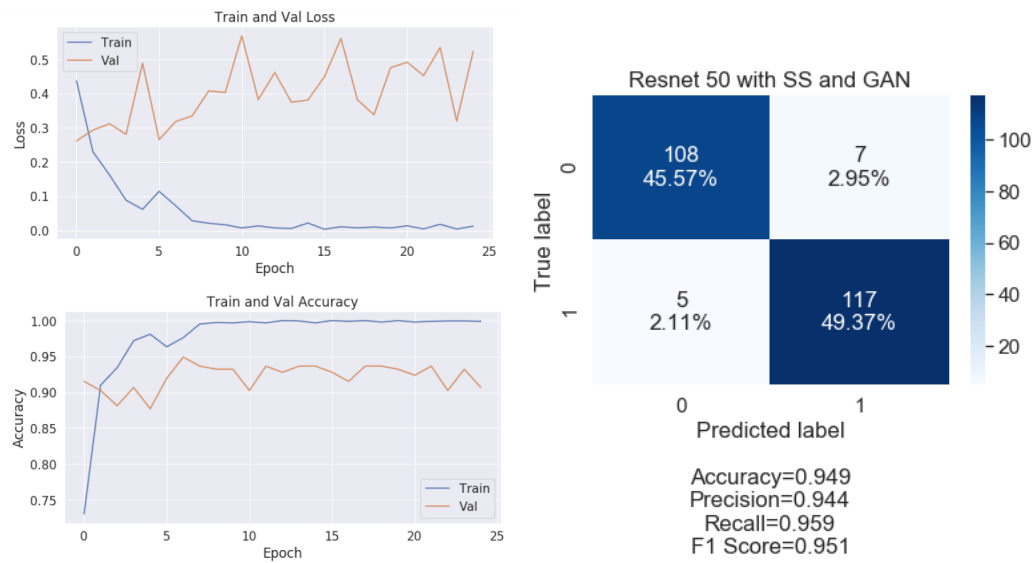 Train and Val Loss
Train
Val
0.5
0.4
0.3
0.2
0.1
0.0
Loss
0
5
10
15
20
25
Epoch
Train and Val Accuracy
1.00
0.95
0.90
0.85
0.80
0.75
Accuracy
Train
Val
0
5
10
15
20
25
Epoch
Resnet 50 with SS and GAN
True label
0
108
45.57%
7
2.95%
1
5
2.11%
117
49.37%
0
1
Predicted label
100
80
60
40
20
Accuracy=0.949
Precision=0.944
Recall=0.959
F1 Score=0.951